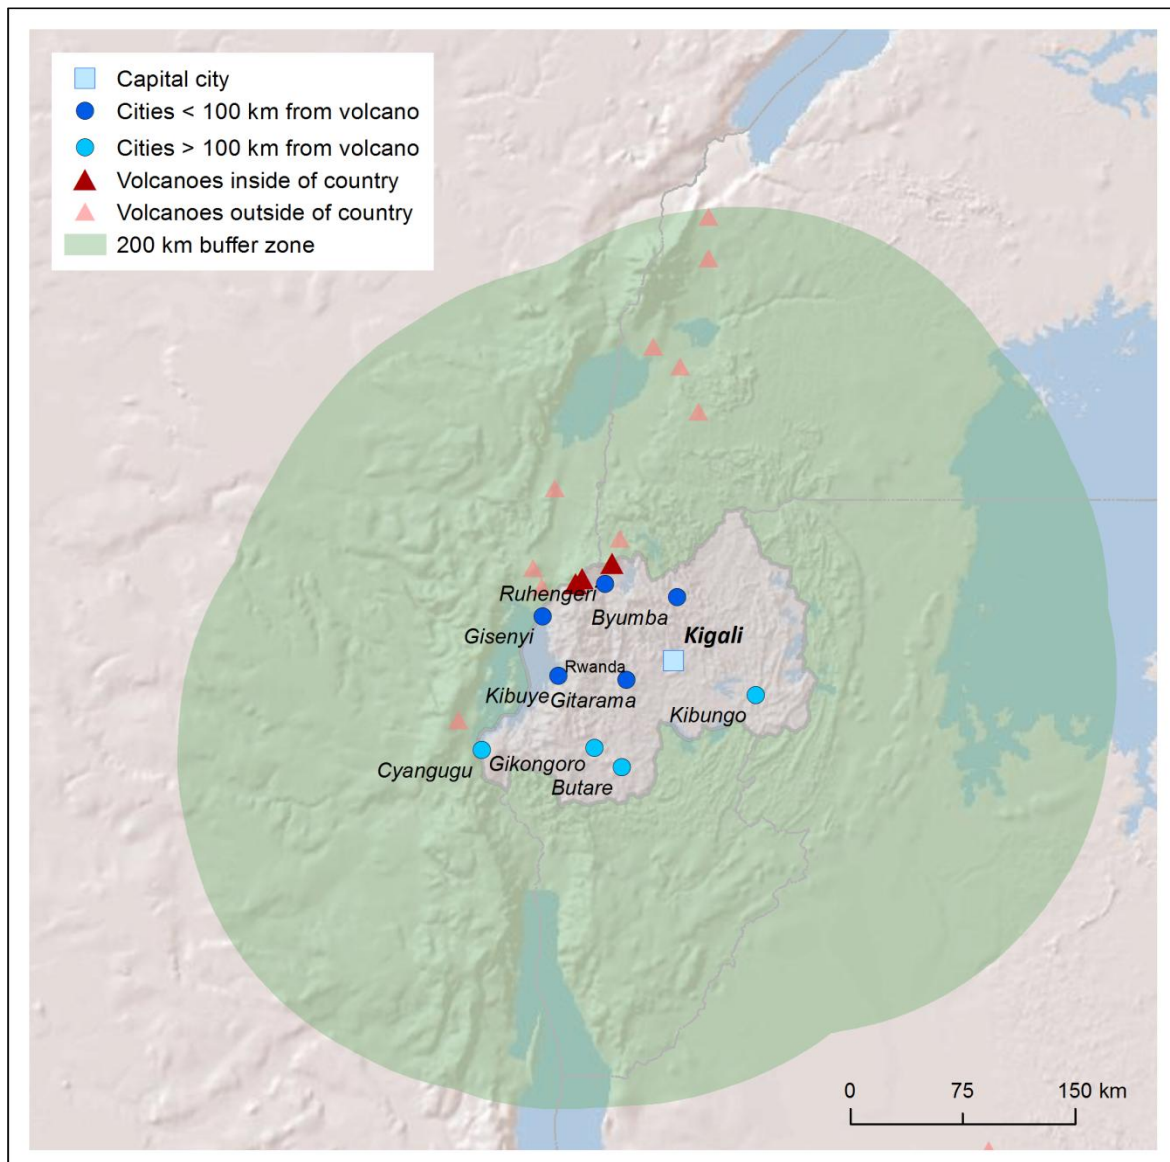 Capital city
Cities < 100 km from volcano
Cities > 100 km from volcano
Volcanoes inside of country
Volcanoes outside of country
200 km buffer zone
Ruhengeri
Byumba
Gisenyi
Kigali
Rwanda
Kibuye
Gitarama
Kibungo
Cyangugu
Gikongoro
Butare
0 75 150 km